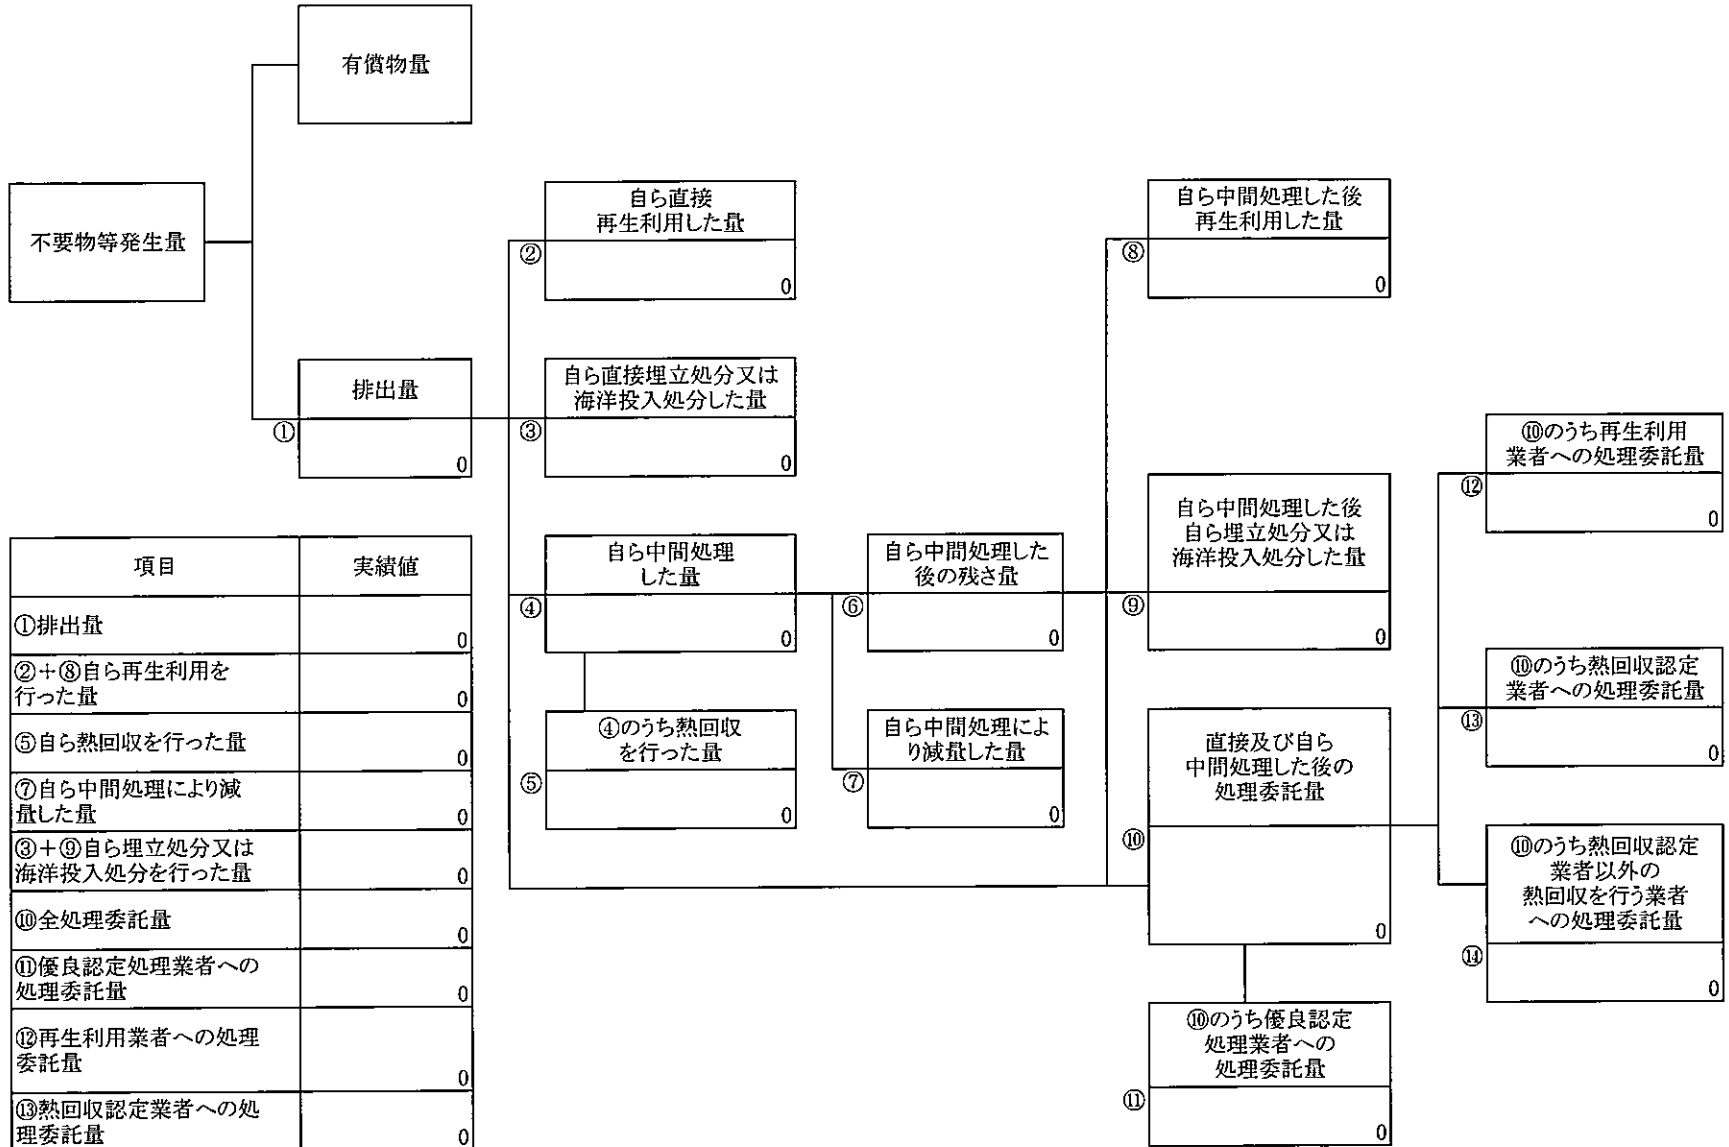 有償物量
不要物等発生量
排出量
①
0
自ら直接
再生利用した量
②
0
自ら直接埋立処分又は
海洋投入処分した量
③
0
自ら中間処理
した量
④
0
④のうち熱回収
を行った量
⑤
0
自ら中間処理した
後の残さ量
⑥
0
自ら中間処理によ
り減量した量
⑦
0
自ら中間処理した後
再生利用した量
⑧
0
自ら中間処理した後
自ら埋立処分又は
海洋投入処分した量
⑨
0
直接及び自ら
中間処理した後の
処理委託量
⑩
0
⑩のうち優良認定
処理業者への
処理委託量
⑪
0
⑩のうち再生利用
業者への処理委託量
⑫
0
⑩のうち熱回収認定
業者への処理委託量
⑬
0
⑩のうち熱回収認定
業者以外の
熱回収を行う業者
への処理委託量
⑭
0
項目 実績値
①排出量 0
②+⑧自ら再生利用を
行った量 0
⑤自ら熱回収を行った量 0
⑦自ら中間処理により減
量した量 0
③+⑨自ら埋立処分又は
海洋投入処分を行った量 0
⑩全処理委託量 0
⑪優良認定処理業者への
処理委託量 0
⑫再生利用業者への処理
委託量 0
⑬熱回収認定業者への処
理委託量 0